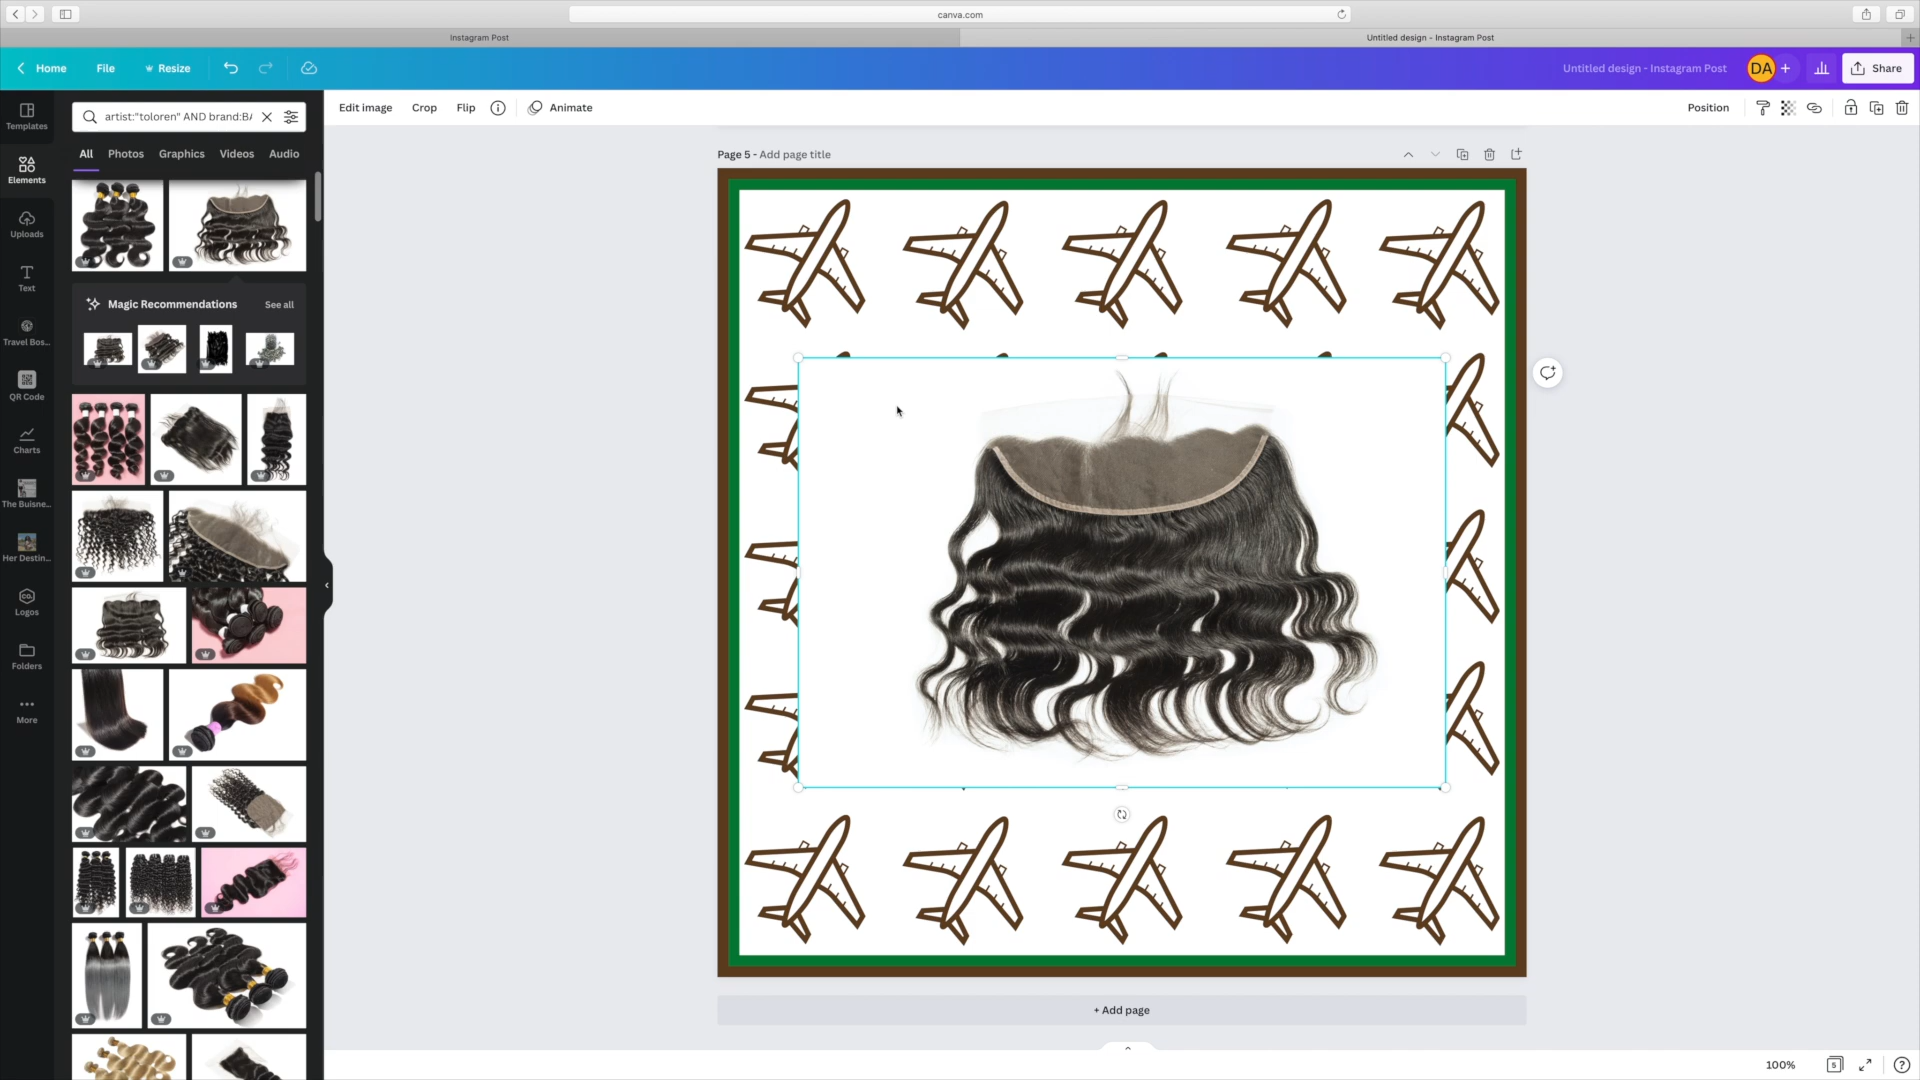 canva.com
Instagram Post
Untitled design - Instagram Post
Home
File
Resize
Untitled design - Instagram Post
DA
Share
Templates
Elements
Uploads
Text
Travel Bos...
QR Code
Charts
The Buisne...
Her Destin...
Logos
CO.
Folders
More
artist:"toloren" AND brand:BA
All
Photos
Graphics
Videos
Audio
Magic Recommendations
See all
Edit image
Crop
Flip
Animate
Position
Page 5 - Add page title
+ Add page
100%
5